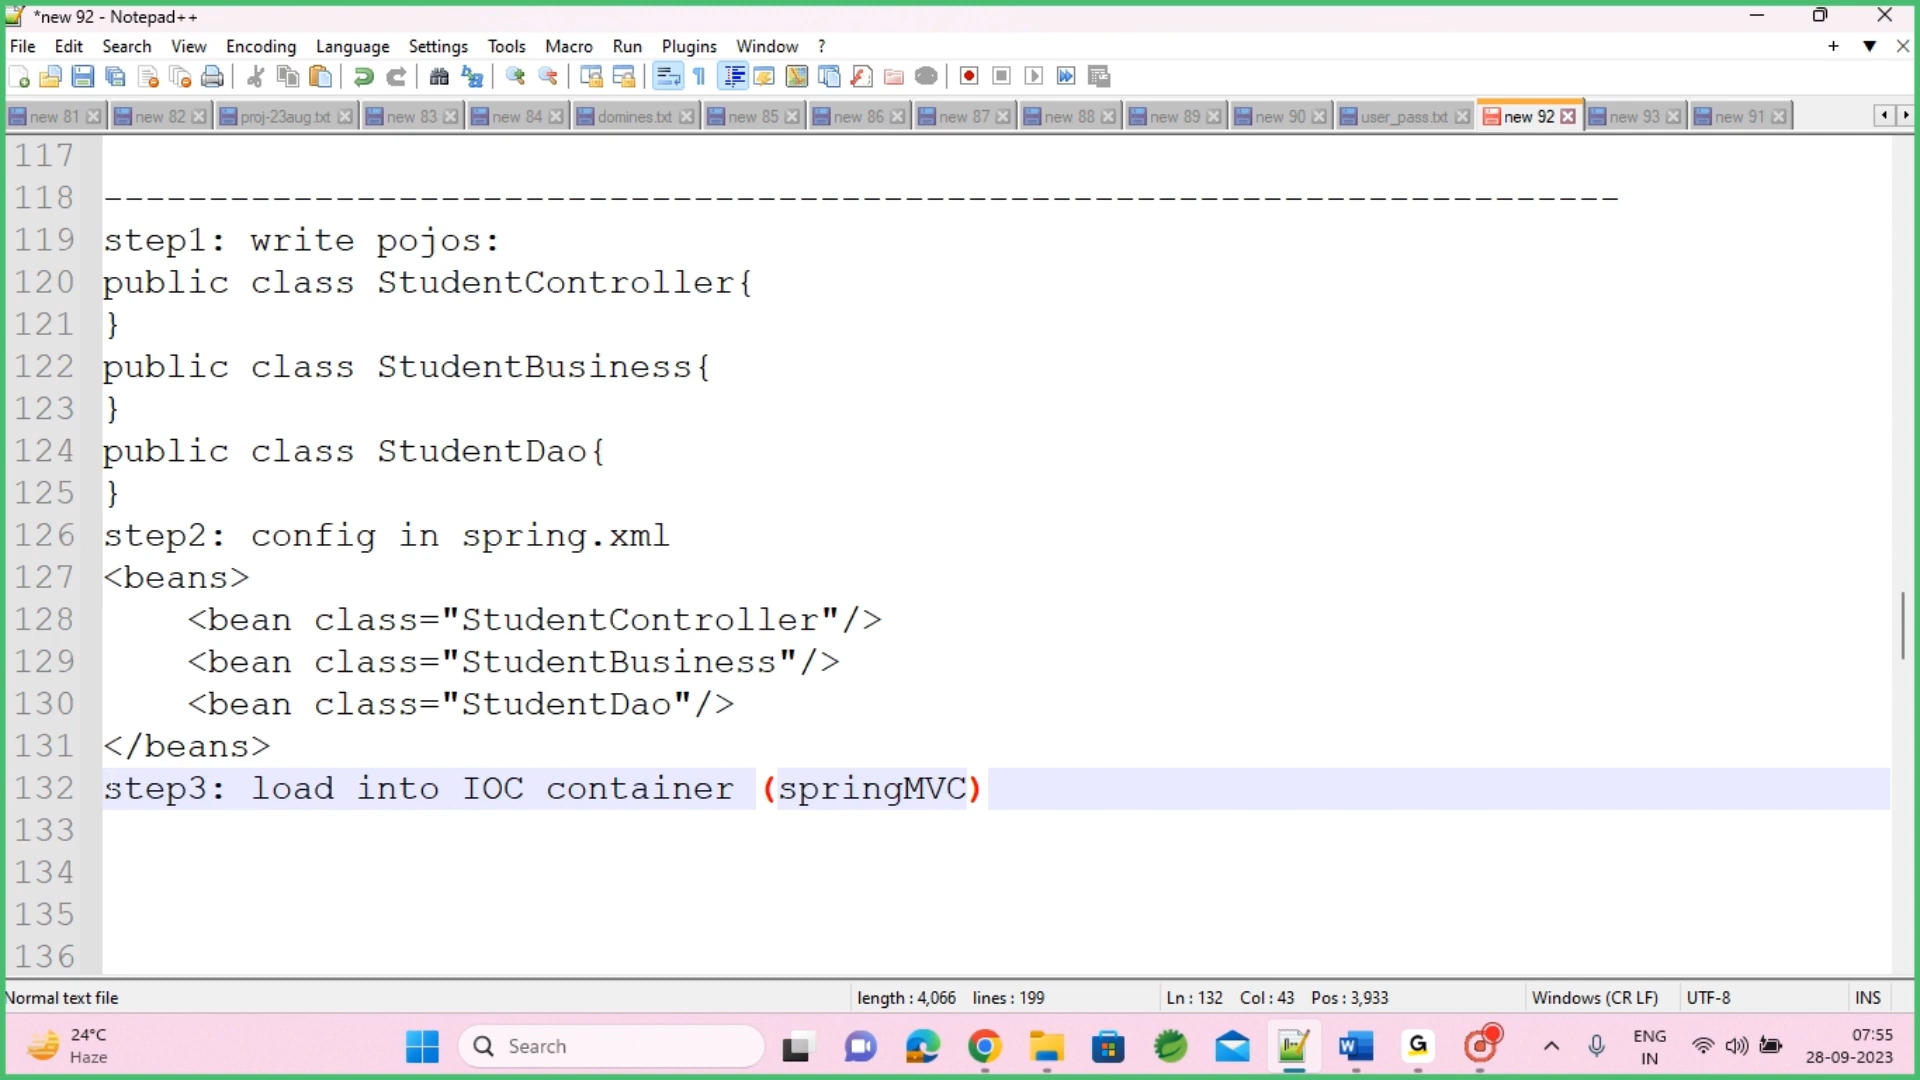 *new 92 - Notepad++
File Edit Search View Encoding Language Settings Tools Macro Run Plugins Window ?
new 81 new 82 proj-23aug.txt new 83 new 84 domines.txt new 85 new 86 new 87 new 88 new 89 new 90 user_pass.txt new 92 new 93 new 91
117
118 ------------------------------------------------------------------------
119 step1: write pojos:
120 public class StudentController{
121 }
122 public class StudentBusiness{
123 }
124 public class StudentDao{
125 }
126 step2: config in spring.xml
127 <beans>
128 <bean class="StudentController"/>
129 <bean class="StudentBusiness"/>
130 <bean class="StudentDao"/>
131 </beans>
132 step3: load into IOC container (springMVC)
133
134
135
136
Normal text file length : 4,066 lines : 199 Ln : 132 Col : 43 Pos : 3,933 Windows (CR LF) UTF-8 INS
24°C
Haze
Search
ENG
IN
07:55
28-09-2023